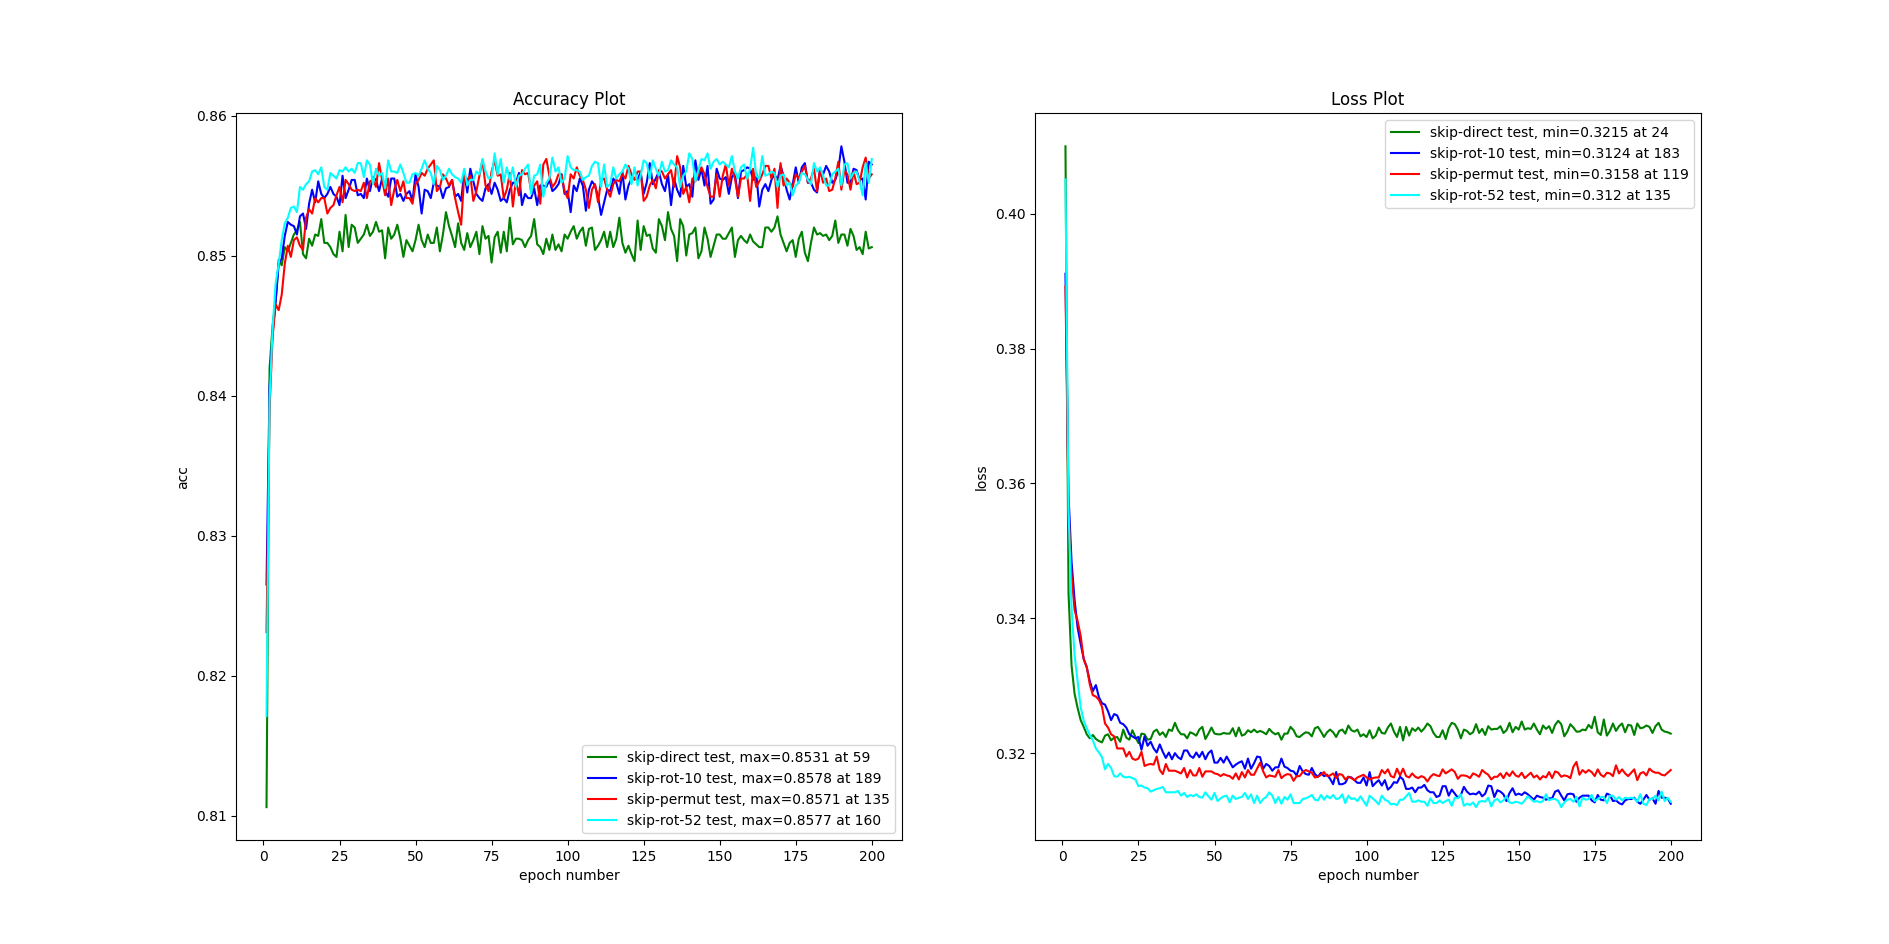 Accuracy Plot
0.86
0.85
0.84
0.83
0.82
0.81
acc
skip-direct test, max=0.8531 at 59
skip-rot-10 test, max=0.8578 at 189
skip-permut test, max=0.8571 at 135
skip-rot-52 test, max=0.8577 at 160
0 25 50 75 100 125 150 175 200
epoch number
Loss Plot
skip-direct test, min=0.3215 at 24
skip-rot-10 test, min=0.3124 at 183
skip-permut test, min=0.3158 at 119
skip-rot-52 test, min=0.312 at 135
0.40
0.38
0.36
0.34
0.32
loss
0 25 50 75 100 125 150 175 200
epoch number